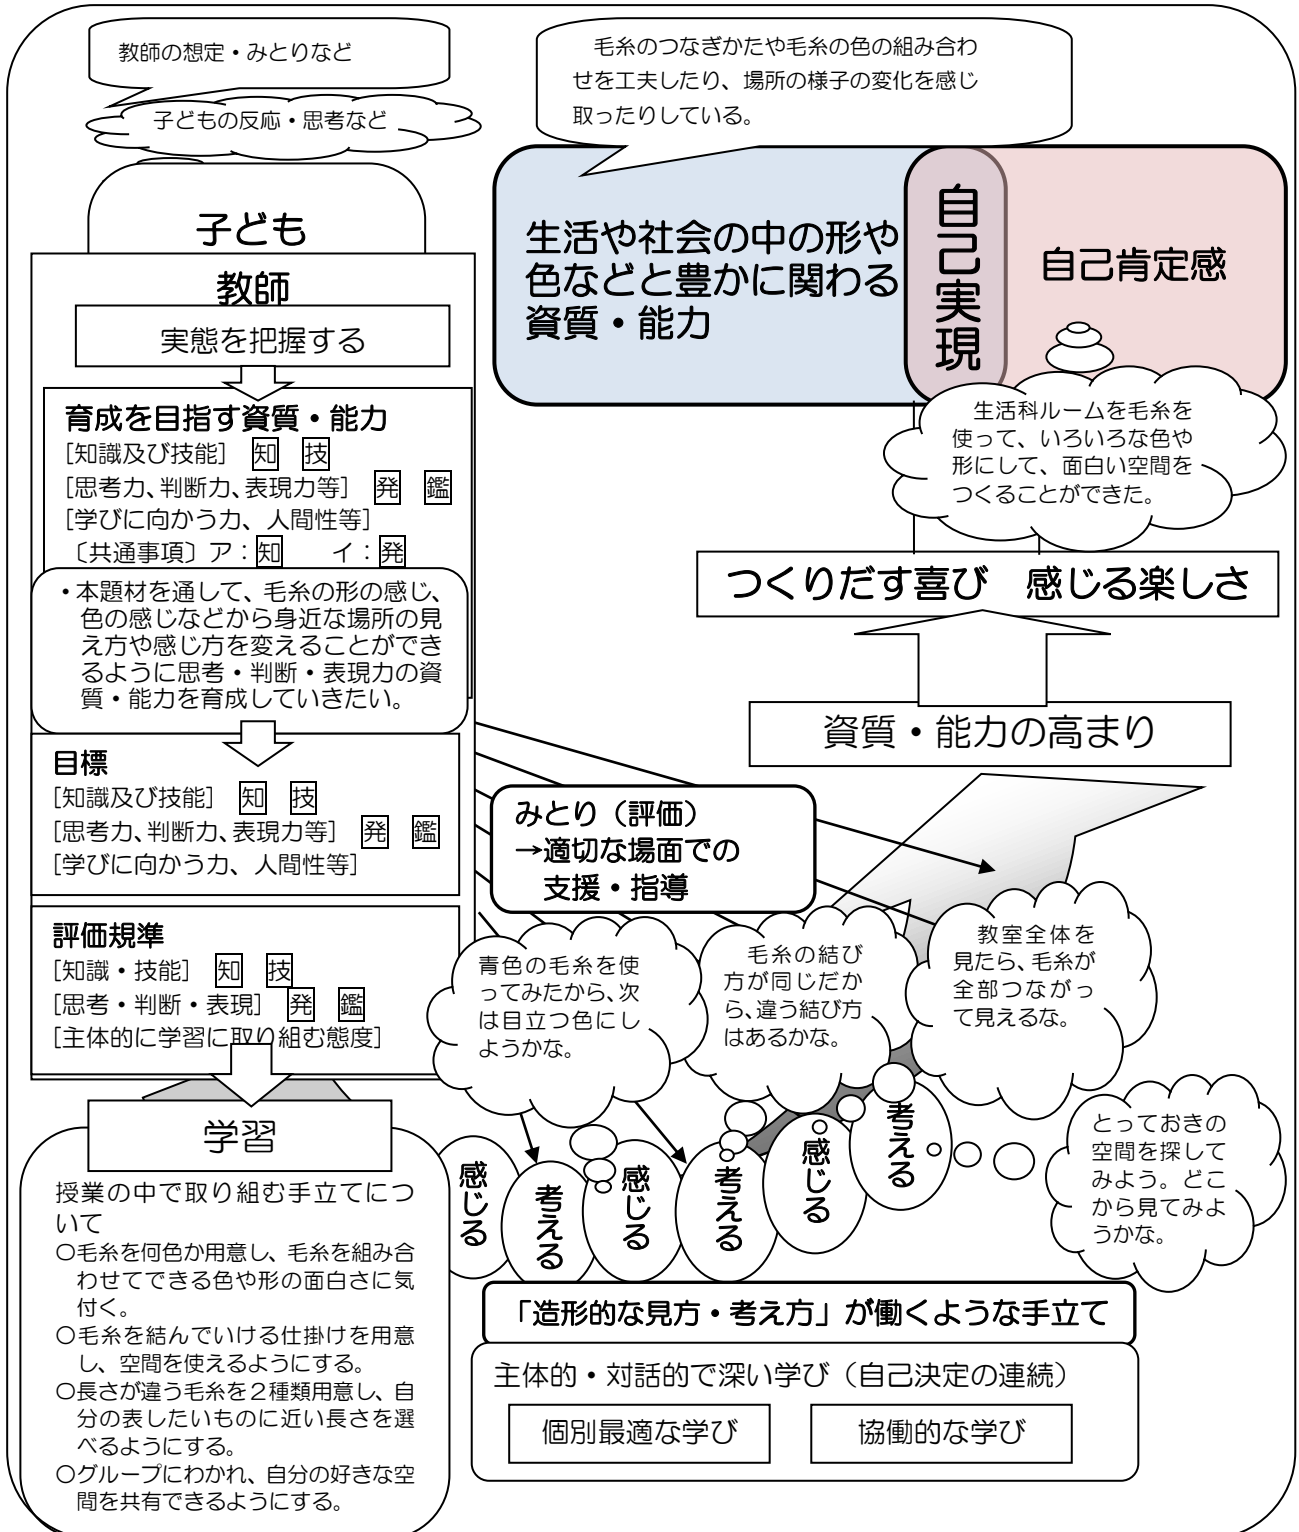 教師の想定・みとりなど
子どもの反応・思考など
毛糸のつなぎかたや毛糸の色の組み合わ
せを工夫したり、場所の様子の変化を感じ
取ったりしている。
子ども
教師
実態を把握する
育成を目指す資質・能力
[知識及び技能] 知 技
[思考力、判断力、表現力等] 発 鑑
[学びに向かう力、人間性等]
〔共通事項〕ア：知 イ：発
・本題材を通して、毛糸の形の感じ、
色の感じなどから身近な場所の見
え方や感じ方を変えることができ
るように思考・判断・表現力の資
質・能力を育成していきたい。
目標
[知識及び技能] 知 技
[思考力、判断力、表現力等] 発 鑑
[学びに向かう力、人間性等]
評価規準
[知識・技能] 知 技
[思考・判断・表現] 発 鑑
[主体的に学習に取り組む態度]
学習
授業の中で取り組む手立てにつ
いて
〇毛糸を何色か用意し、毛糸を組み合
わせてできる色や形の面白さに気
付く。
〇毛糸を結んでいける仕掛けを用意
し、空間を使えるようにする。
〇長さが違う毛糸を２種類用意し、自
分の表したいものに近い長さを選
べるようにする。
〇グループにわかれ、自分の好きな空
間を共有できるようにする。
生活や社会の中の形や
色などと豊かに関わる
資質・能力
自己実現
自己肯定感
生活科ルームを毛糸を
使って、いろいろな色や
形にして、面白い空間を
つくることができた。
つくりだす喜び 感じる楽しさ
資質・能力の高まり
みとり（評価）
→適切な場面での
支援・指導
青色の毛糸を使
ってみたから、次
は目立つ色にし
ようかな。
毛糸の結び
方が同じだか
ら、違う結び方
はあるかな。
教室全体を
見たら、毛糸が
全部つながっ
て見えるな。
とっておきの
空間を探して
みよう。どこ
から見てみよ
うかな。
感じる
考える
感じる
考える
感じる
考える
「造形的な見方・考え方」が働くような手立て
主体的・対話的で深い学び（自己決定の連続）
個別最適な学び
協働的な学び